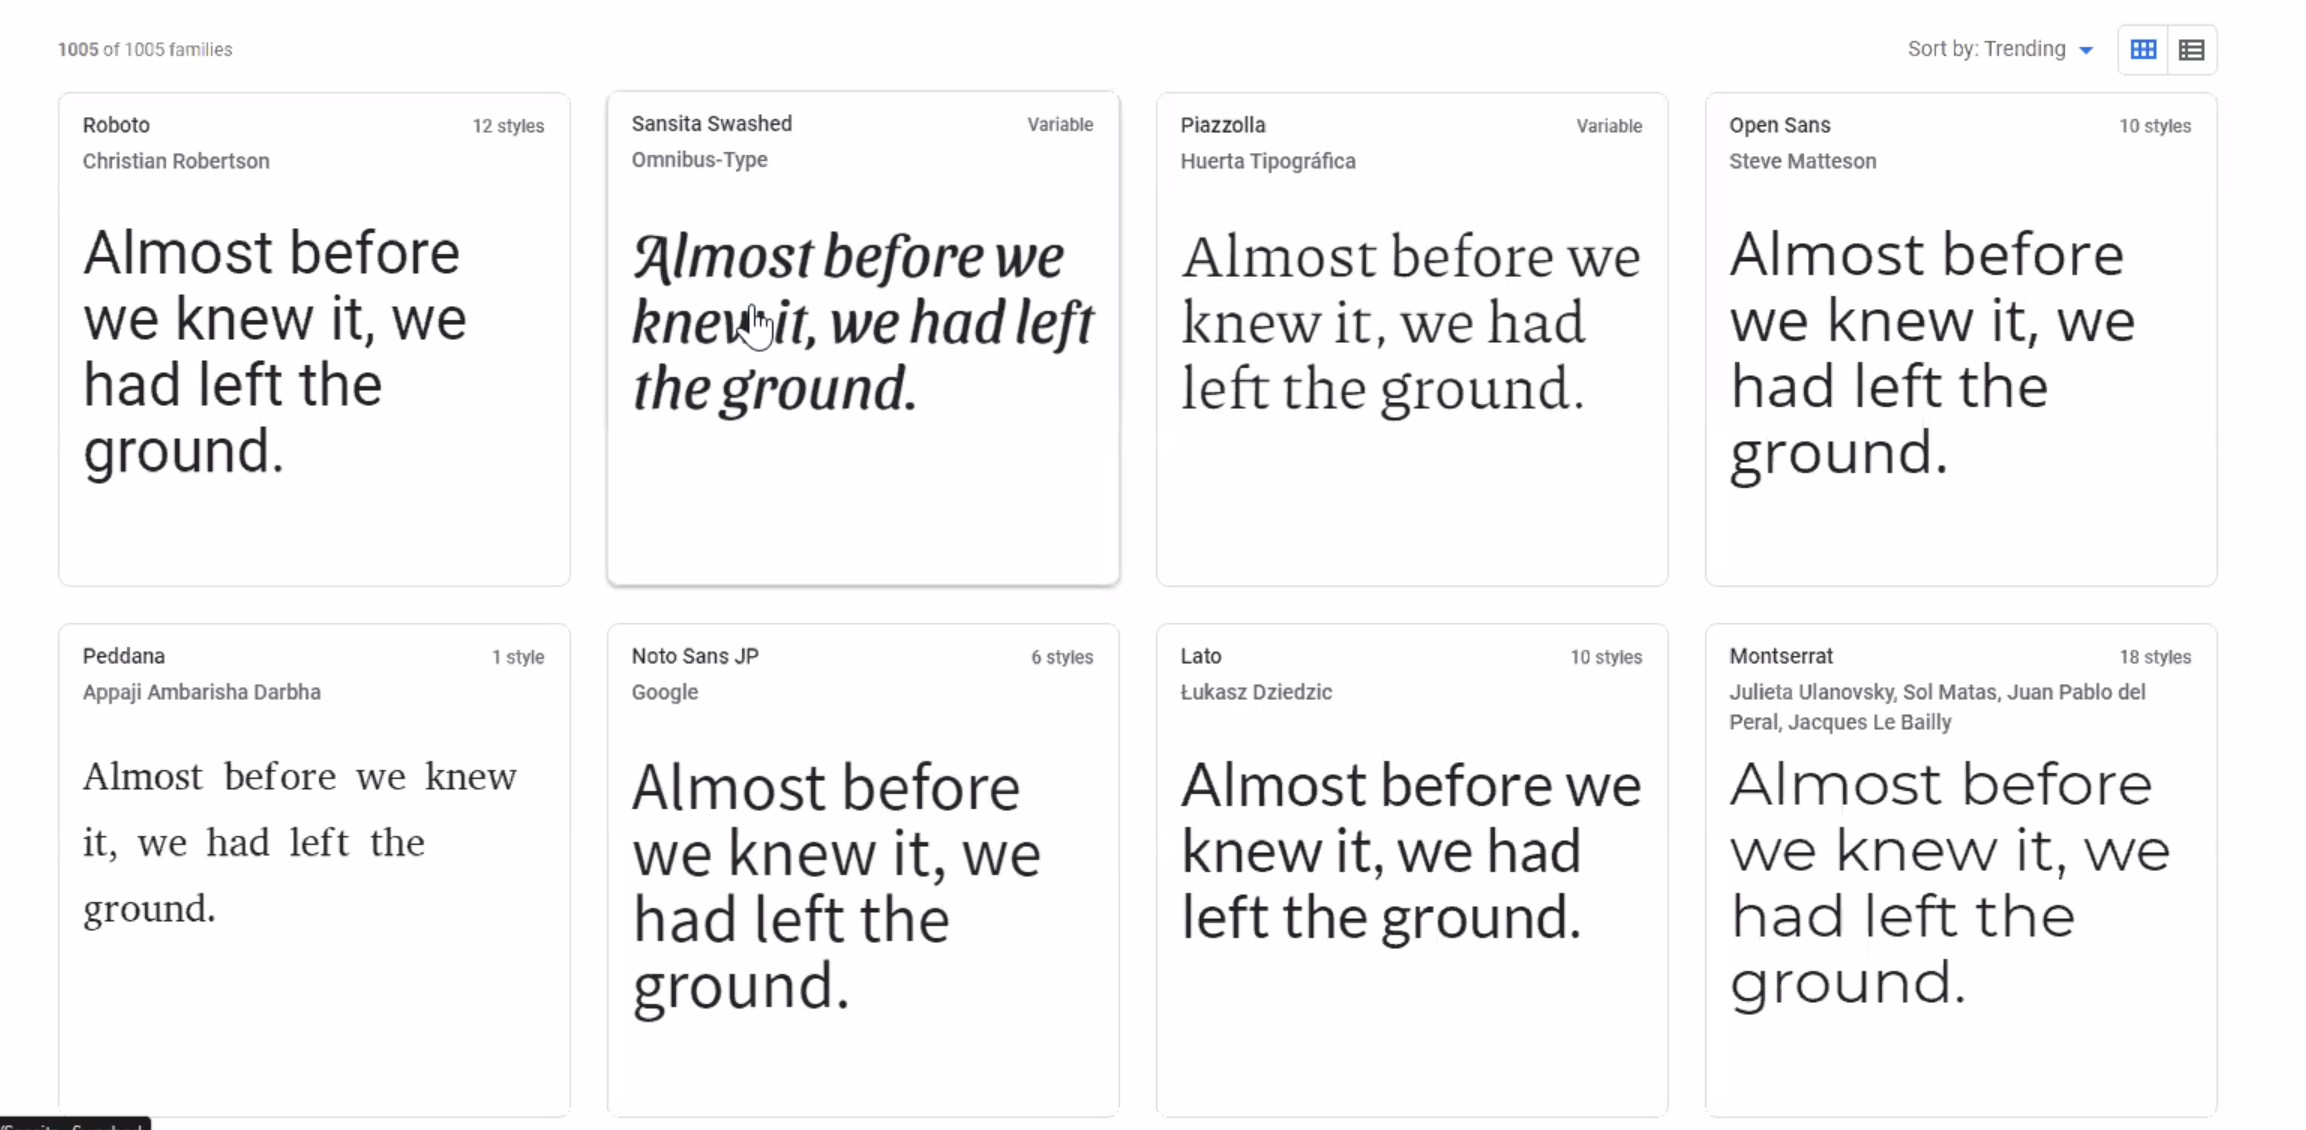 1005 of 1005 families
Sort by: Trending
Roboto
12 styles
Christian Robertson
Almost before
we knew it, we
had left the
ground.
Sansita Swashed
Variable
Omnibus-Type
Almost before we
knew it, we had left
the ground.
Piazzolla
Variable
Huerta Tipográfica
Almost before we
knew it, we had
left the ground.
Open Sans
10 styles
Steve Matteson
Almost before
we knew it, we
had left the
ground.
Peddana
1 style
Appaji Ambarisha Darbha
Almost before we knew
it, we had left the
ground.
Noto Sans JP
6 styles
Google
Almost before
we knew it, we
had left the
ground.
Lato
10 styles
Łukasz Dziedzic
Almost before we
knew it, we had
left the ground.
Montserrat
18 styles
Julieta Ulanovsky, Sol Matas, Juan Pablo del
Peral, Jacques Le Bailly
Almost before
we knew it, we
had left the
ground.